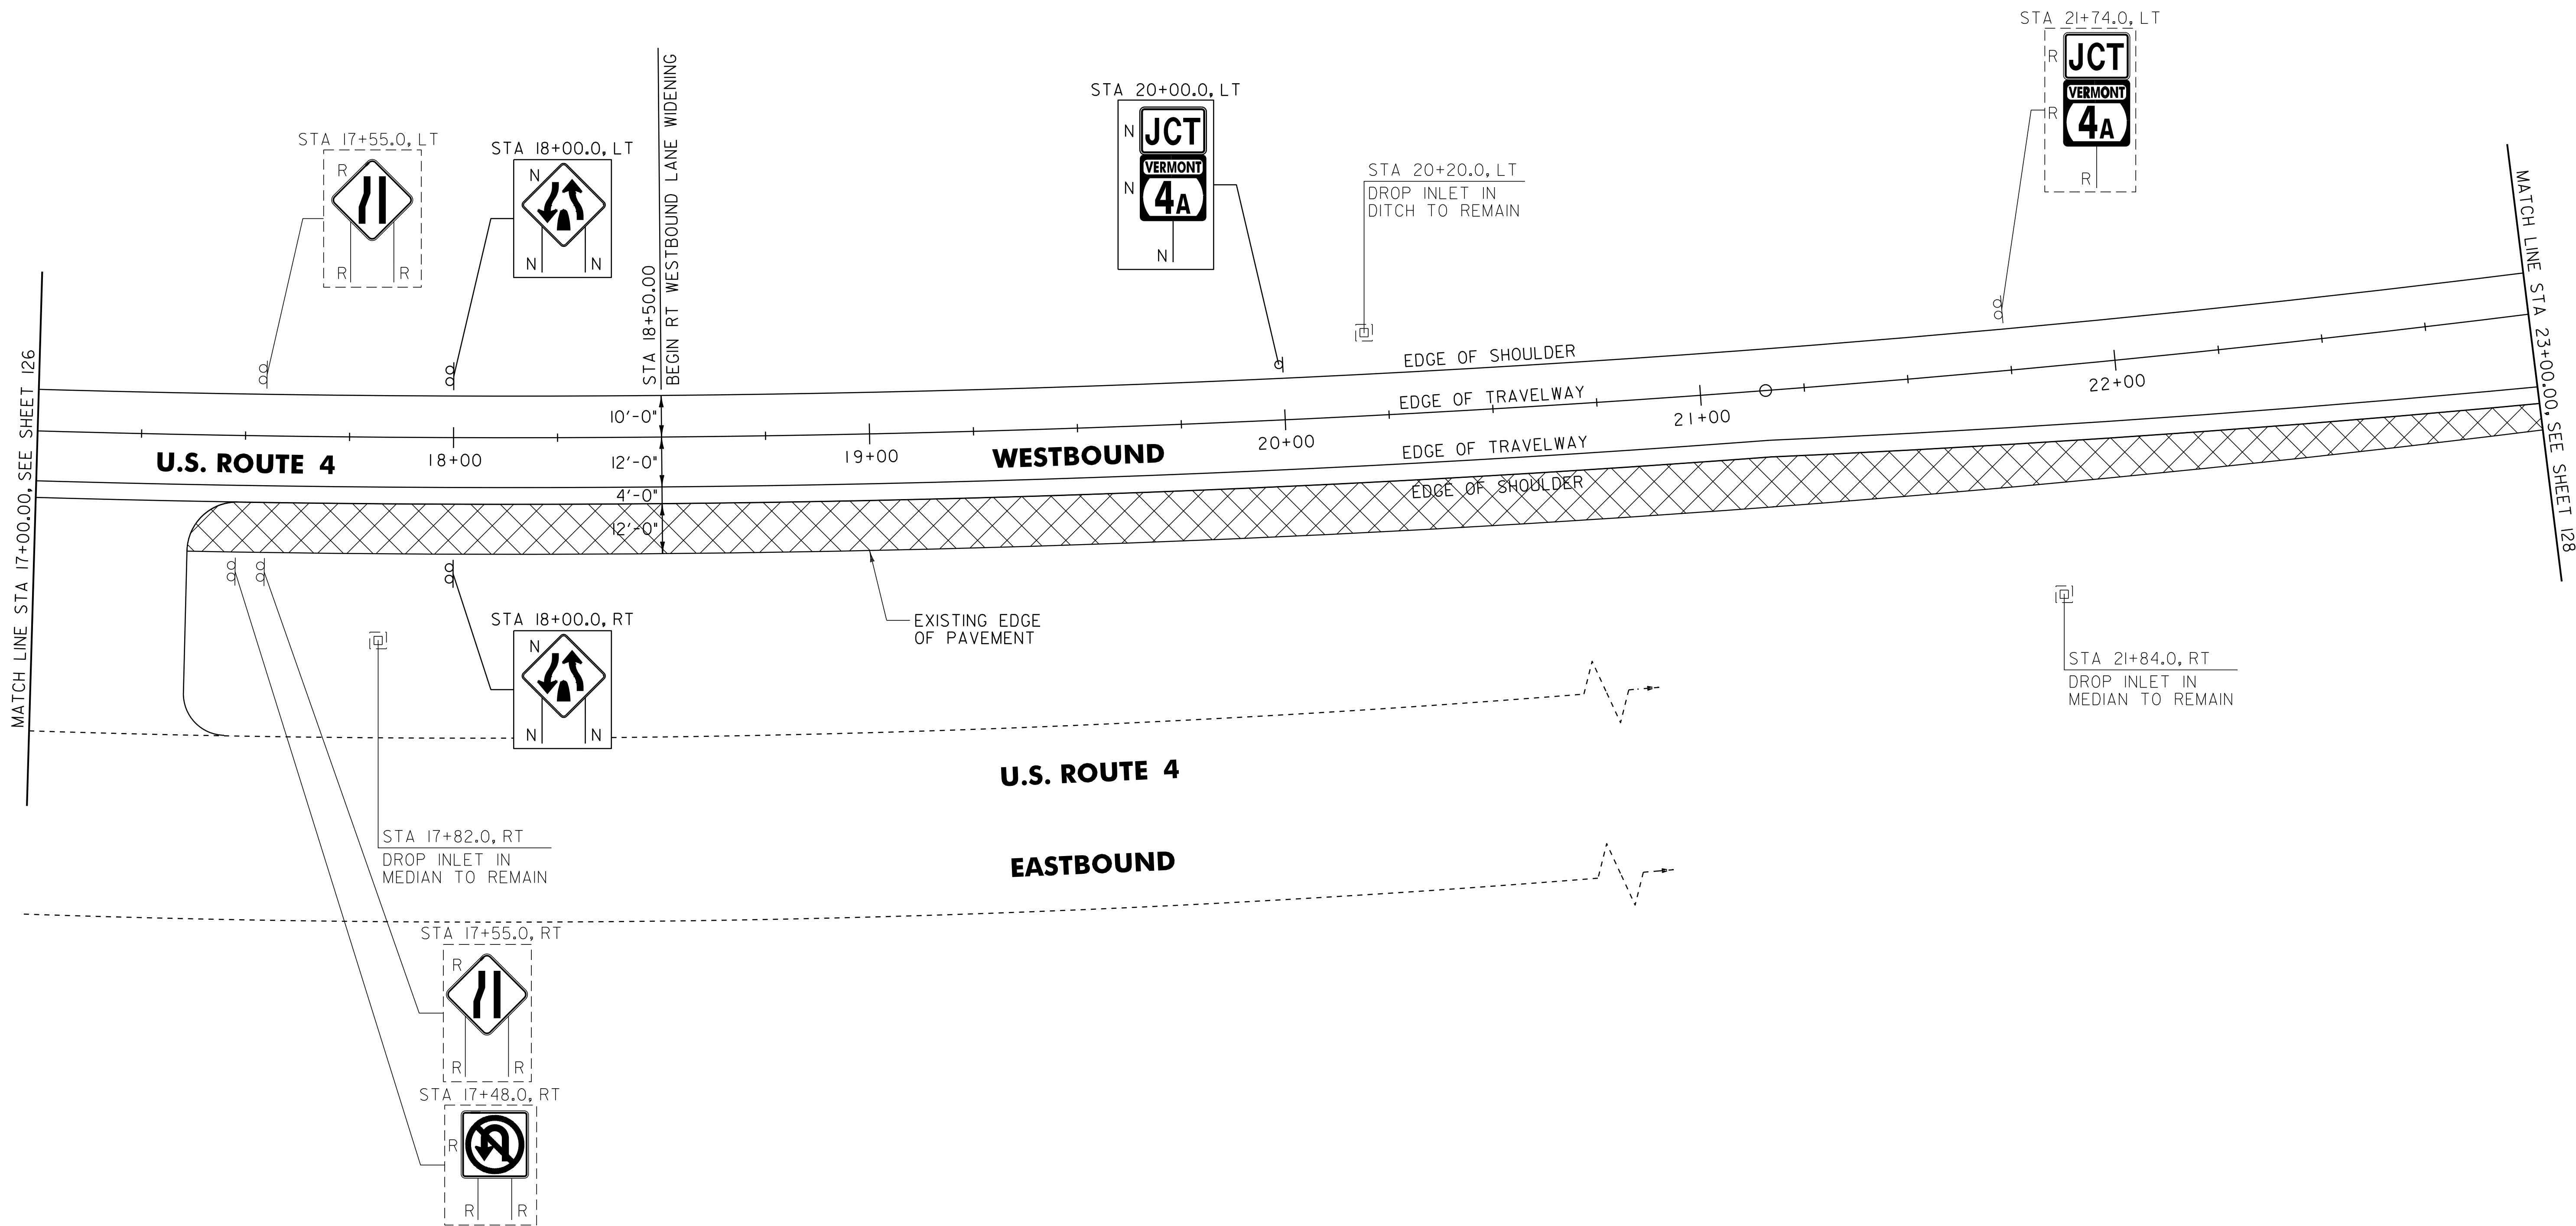 STA 21+74.0, LT
R
JCT
R
VERMONT
4A
R
STA 20+00.0, LT
N
JCT
N
VERMONT
4A
N
STA 17+55.0, LT
R
R
R
STA 18+00.0, LT
N
N
N
STA 18+50.00
BEGIN RT WESTBOUND LANE WIDENING
STA 20+20.0, LT
DROP INLET IN
DITCH TO REMAIN
MATCH LINE STA 17+00.00, SEE SHEET 126
MATCH LINE STA 23+00.00, SEE SHEET 128
EDGE OF SHOULDER
EDGE OF TRAVELWAY
EDGE OF TRAVELWAY
EDGE OF SHOULDER
10'-0"
12'-0"
4'-0"
12'-0"
U.S. ROUTE 4
WESTBOUND
18+00
19+00
20+00
21+00
22+00
EXISTING EDGE
OF PAVEMENT
STA 18+00.0, RT
N
N
N
STA 21+84.0, RT
DROP INLET IN
MEDIAN TO REMAIN
U.S. ROUTE 4
EASTBOUND
STA 17+82.0, RT
DROP INLET IN
MEDIAN TO REMAIN
STA 17+55.0, RT
R
R
R
STA 17+48.0, RT
R
R
R